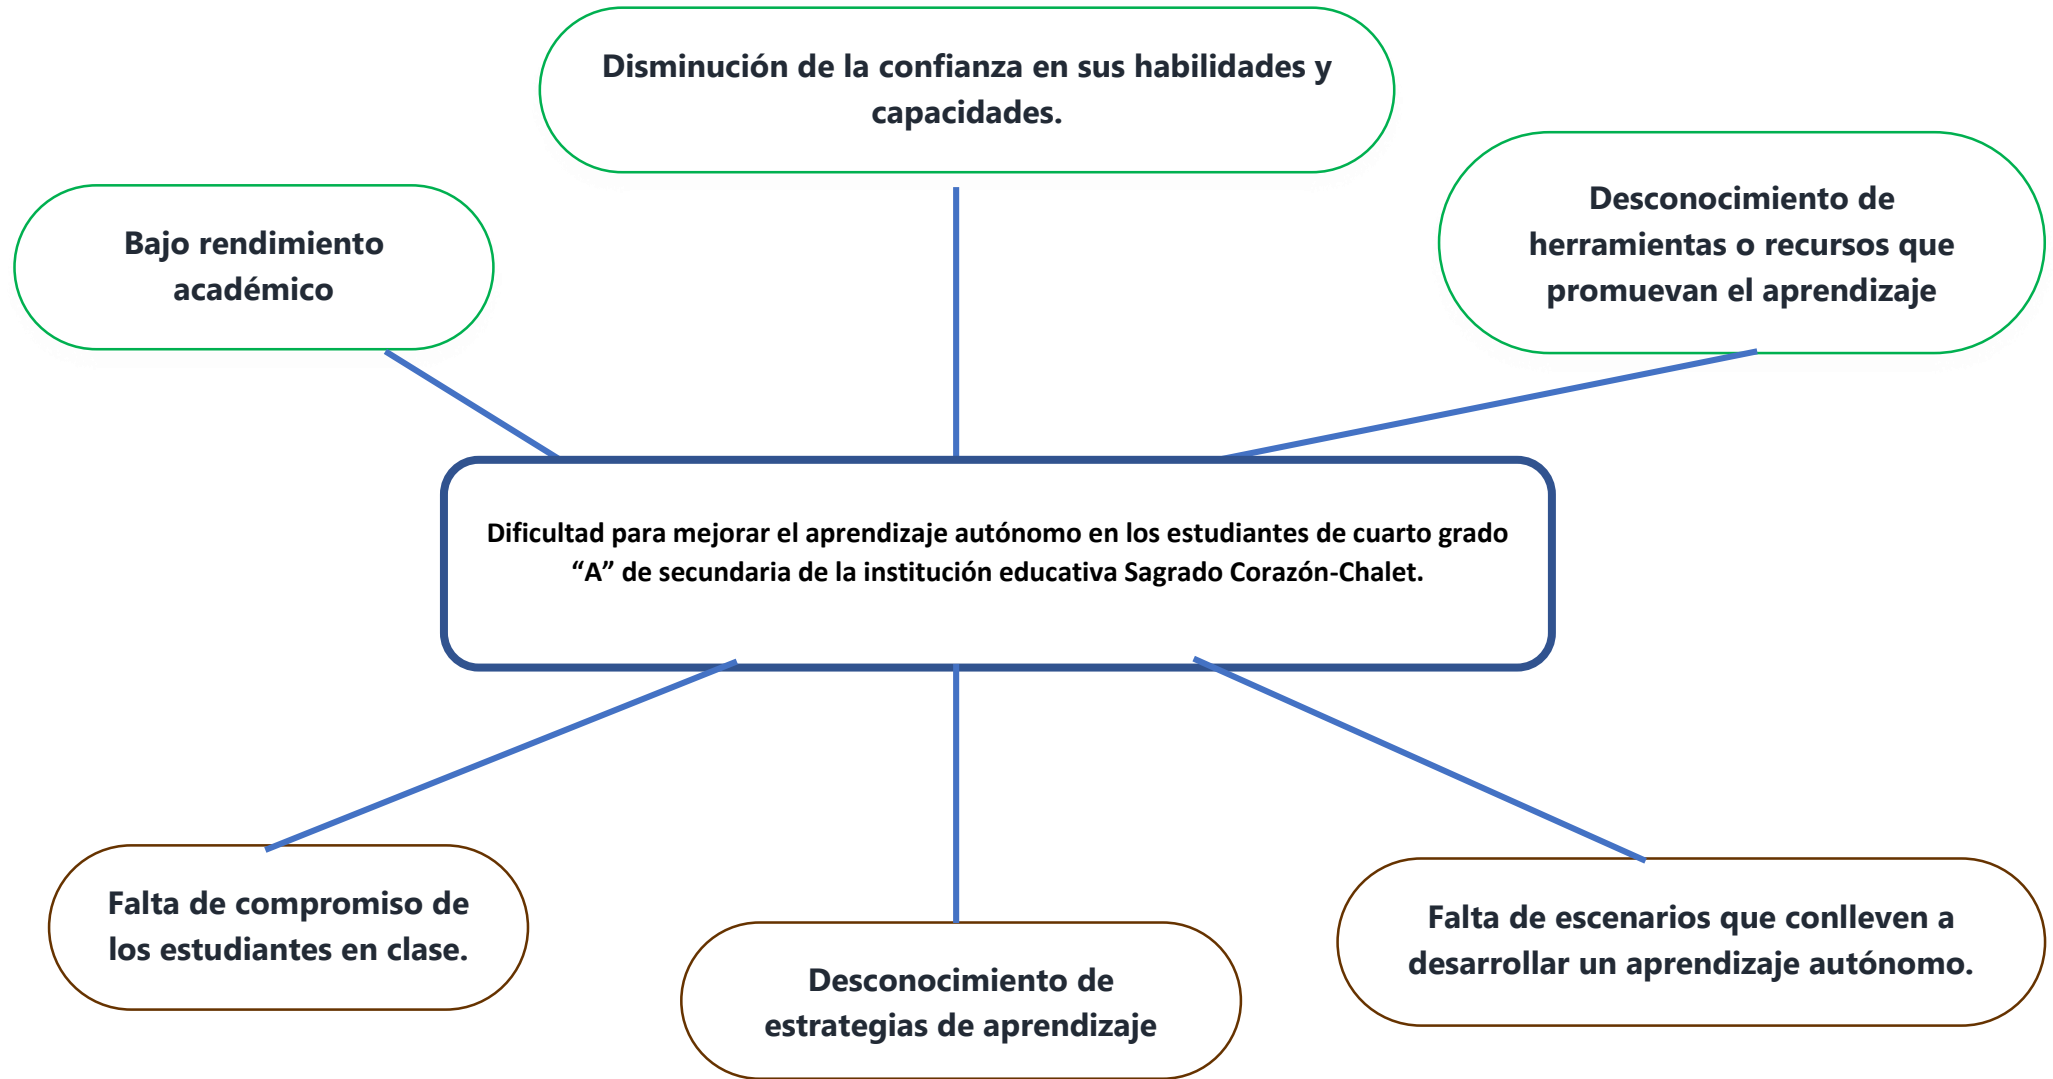 Disminución de la confianza en sus habilidades y
capacidades.
Bajo rendimiento
académico
Desconocimiento de
herramientas o recursos que
promuevan el aprendizaje
Dificultad para mejorar el aprendizaje autónomo en los estudiantes de cuarto grado
“A” de secundaria de la institución educativa Sagrado Corazón-Chalet.
Falta de compromiso de
los estudiantes en clase.
Desconocimiento de
estrategias de aprendizaje
Falta de escenarios que conlleven a
desarrollar un aprendizaje autónomo.